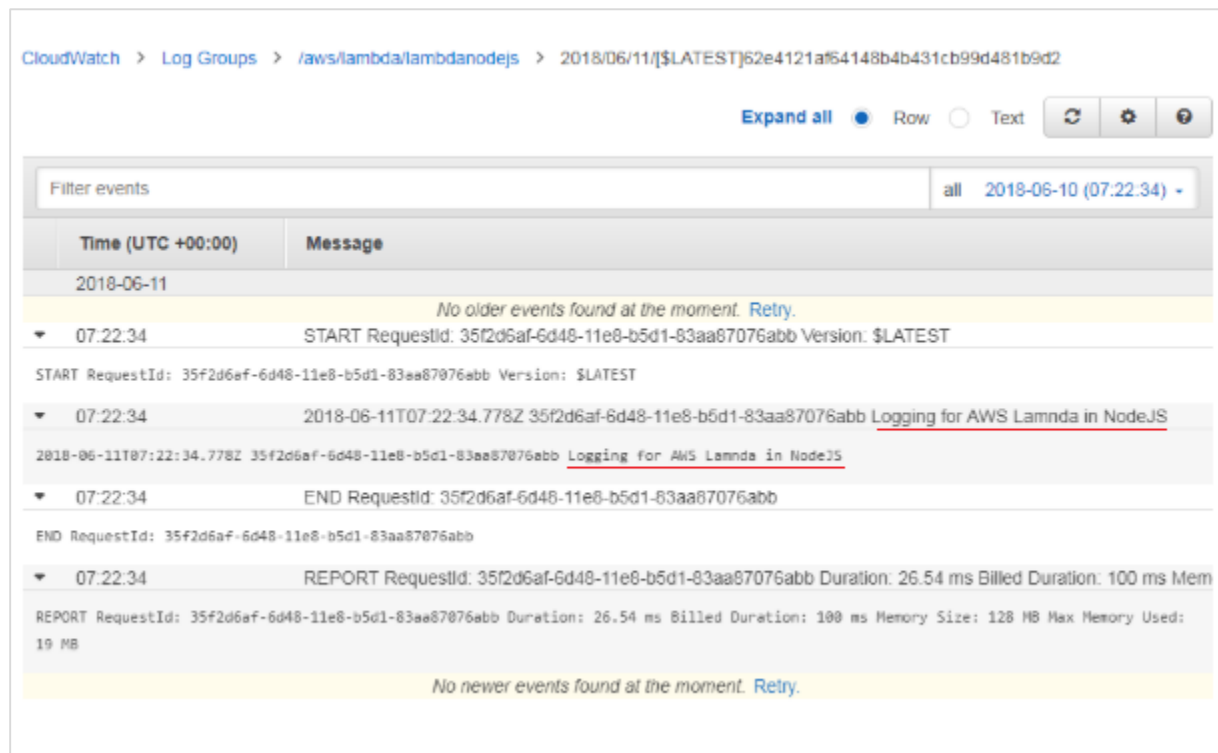 CloudWatch > Log Groups > /aws/lambda/lambdanodejs > 2018/06/11/[$LATEST]62e4121af64148b4b431cb99d481b9d2
Expand all Row Text
Filter events all 2018-06-10 (07:22:34)
Time (UTC +00:00) Message
2018-06-11
No older events found at the moment. Retry.
07:22:34 START RequestId: 35f2d6af-6d48-11e8-b5d1-83aa87076abb Version: $LATEST
START RequestId: 35f2d6af-6d48-11e8-b5d1-83aa87076abb Version: $LATEST
07:22:34 2018-06-11T07:22:34.778Z 35f2d6af-6d48-11e8-b5d1-83aa87076abb Logging for AWS Lamnda in NodeJS
2018-06-11T07:22:34.778Z 35f2d6af-6d48-11e8-b5d1-83aa87076abb Logging for AWS Lamnda in NodeJS
07:22:34 END RequestId: 35f2d6af-6d48-11e8-b5d1-83aa87076abb
END RequestId: 35f2d6af-6d48-11e8-b5d1-83aa87076abb
07:22:34 REPORT RequestId: 35f2d6af-6d48-11e8-b5d1-83aa87076abb Duration: 26.54 ms Billed Duration: 100 ms Mem
REPORT RequestId: 35f2d6af-6d48-11e8-b5d1-83aa87076abb Duration: 26.54 ms Billed Duration: 100 ms Memory Size: 128 MB Max Memory Used:
19 MB
No newer events found at the moment. Retry.